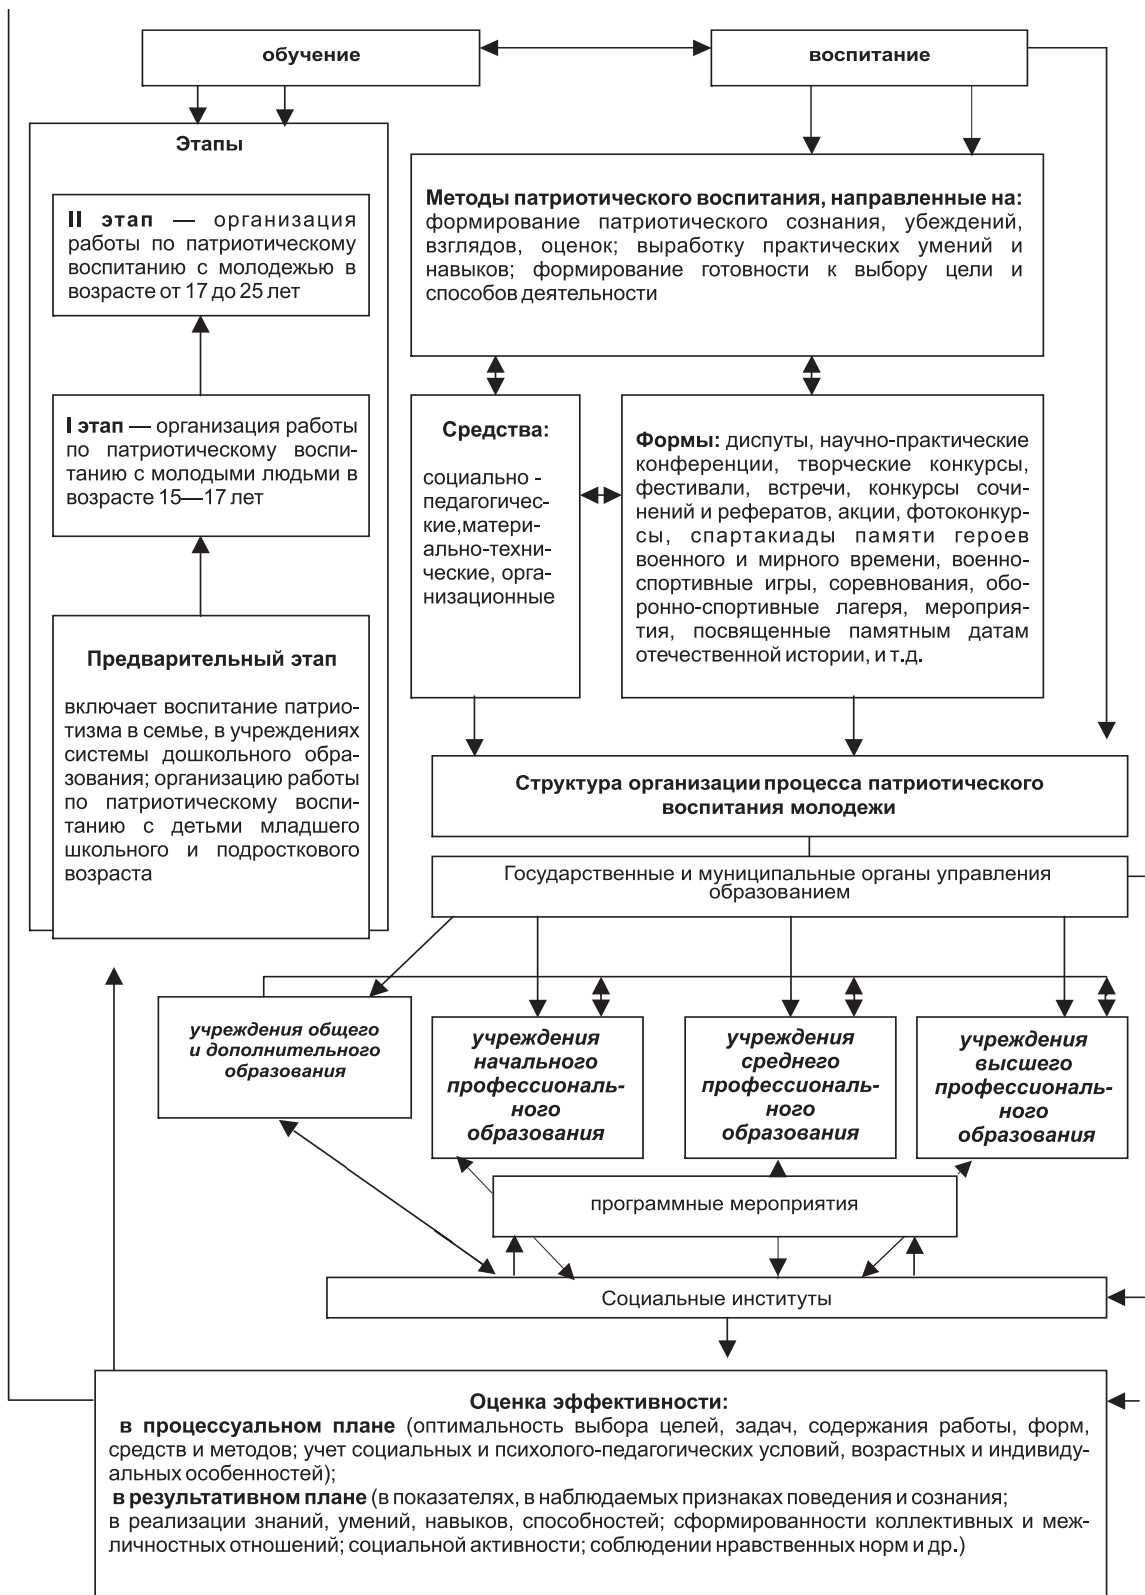 обучение
воспитание
Этапы
II этап — организация
работы по патриотическому
воспитанию с молодежью в
возрасте от 17 до 25 лет
I этап — организация работы
по патриотическому воспи-
танию с молодыми людьми в
возрасте 15—17 лет
Предварительный этап
включает воспитание патрио-
тизма в семье, в учреждениях
системы дошкольного обра-
зования; организацию работы
по патриотическому воспи-
танию с детьми младшего
школьного и подросткового
возраста
Методы патриотического воспитания, направленные на:
формирование патриотического сознания, убеждений,
взглядов, оценок; выработку практических умений и
навыков; формирование готовности к выбору цели и
способов деятельности
Средства:
социально -
педагогичес-
кие,матери-
ально-техни-
ческие, орга-
низационные
Формы: диспуты, научно-практические
конференции, творческие конкурсы,
фестивали, встречи, конкурсы сочи-
нений и рефератов, акции, фотоконкур-
сы, спартакиады памяти героев
военного и мирного времени, военно-
спортивные игры, соревнования, обо-
ронно-спортивные лагеря, мероприя-
тия, посвященные памятным датам
отечественной истории, и т.д.
Структура организации процесса патриотического
воспитания молодежи
Государственные и муниципальные органы управления
образованием
учреждения общего
и дополнительного
образования
учреждения
начального
профессиональ-
ного
образования
учреждения
среднего
профессиональ-
ного
образования
учреждения
высшего
профессиональ-
ного
образования
программные мероприятия
Социальные институты
Оценка эффективности:
в процессуальном плане (оптимальность выбора целей, задач, содержания работы, форм,
средств и методов; учет социальных и психолого-педагогических условий, возрастных и индивиду-
альных особенностей);
в результативном плане (в показателях, в наблюдаемых признаках поведения и сознания;
в реализации знаний, умений, навыков, способностей; сформированности коллективных и меж-
личностных отношений; социальной активности; соблюдении нравственных норм и др.)